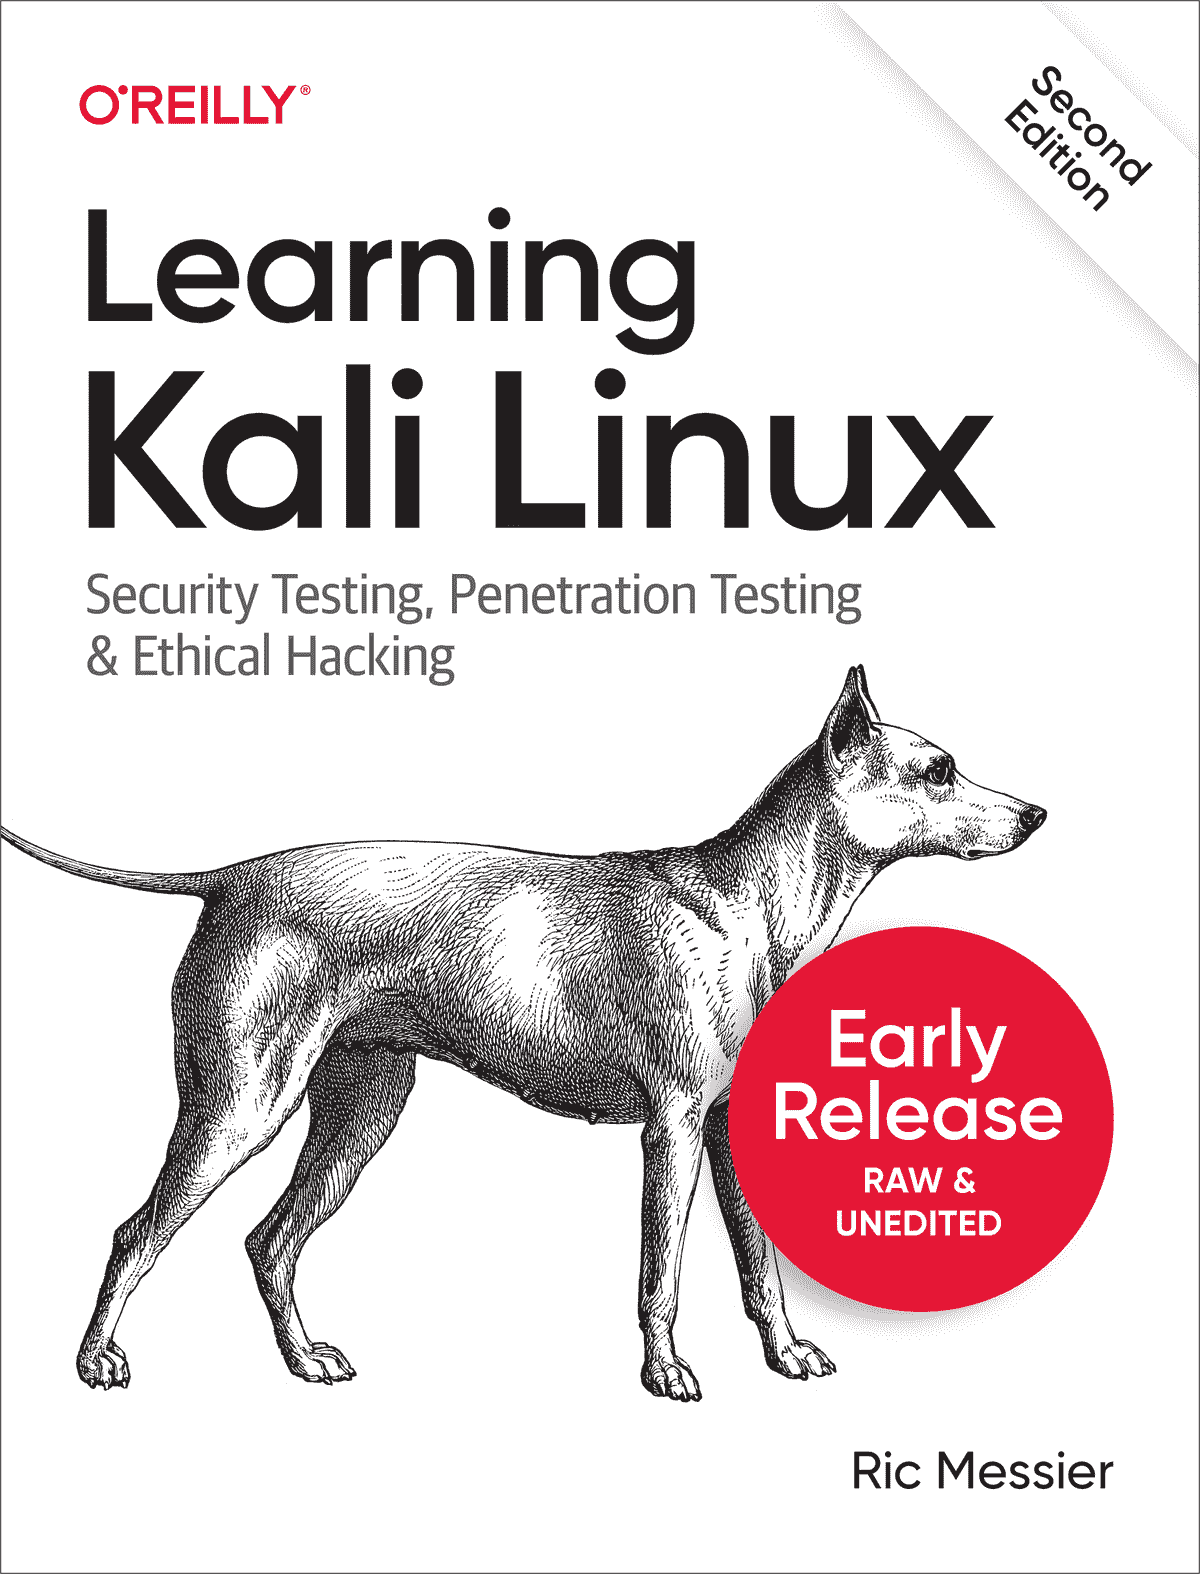 O'REILLY®
Second
Edition
Learning
Kali Linux
Security Testing, Penetration Testing
& Ethical Hacking
Early
Release
RAW &
UNEDITED
Ric Messier